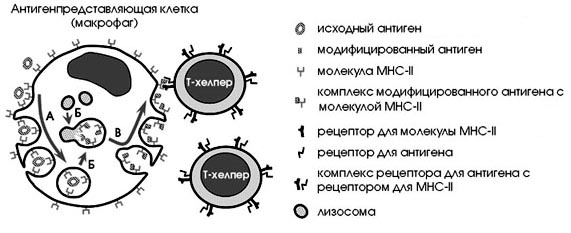 Антигенпредставляющая клетка
(макрофаг)
А
Б
Б
В
Т-хелпер
Т-хелпер
исходный антиген
модифицированный антиген
молекула МНС-II
комплекс модифицированного антигена с
молекулой МНС-II
рецептор для молекулы МНС-II
рецептор для антигена
комплекс рецептора для антигена с
рецептором для МНС-II
лизосома